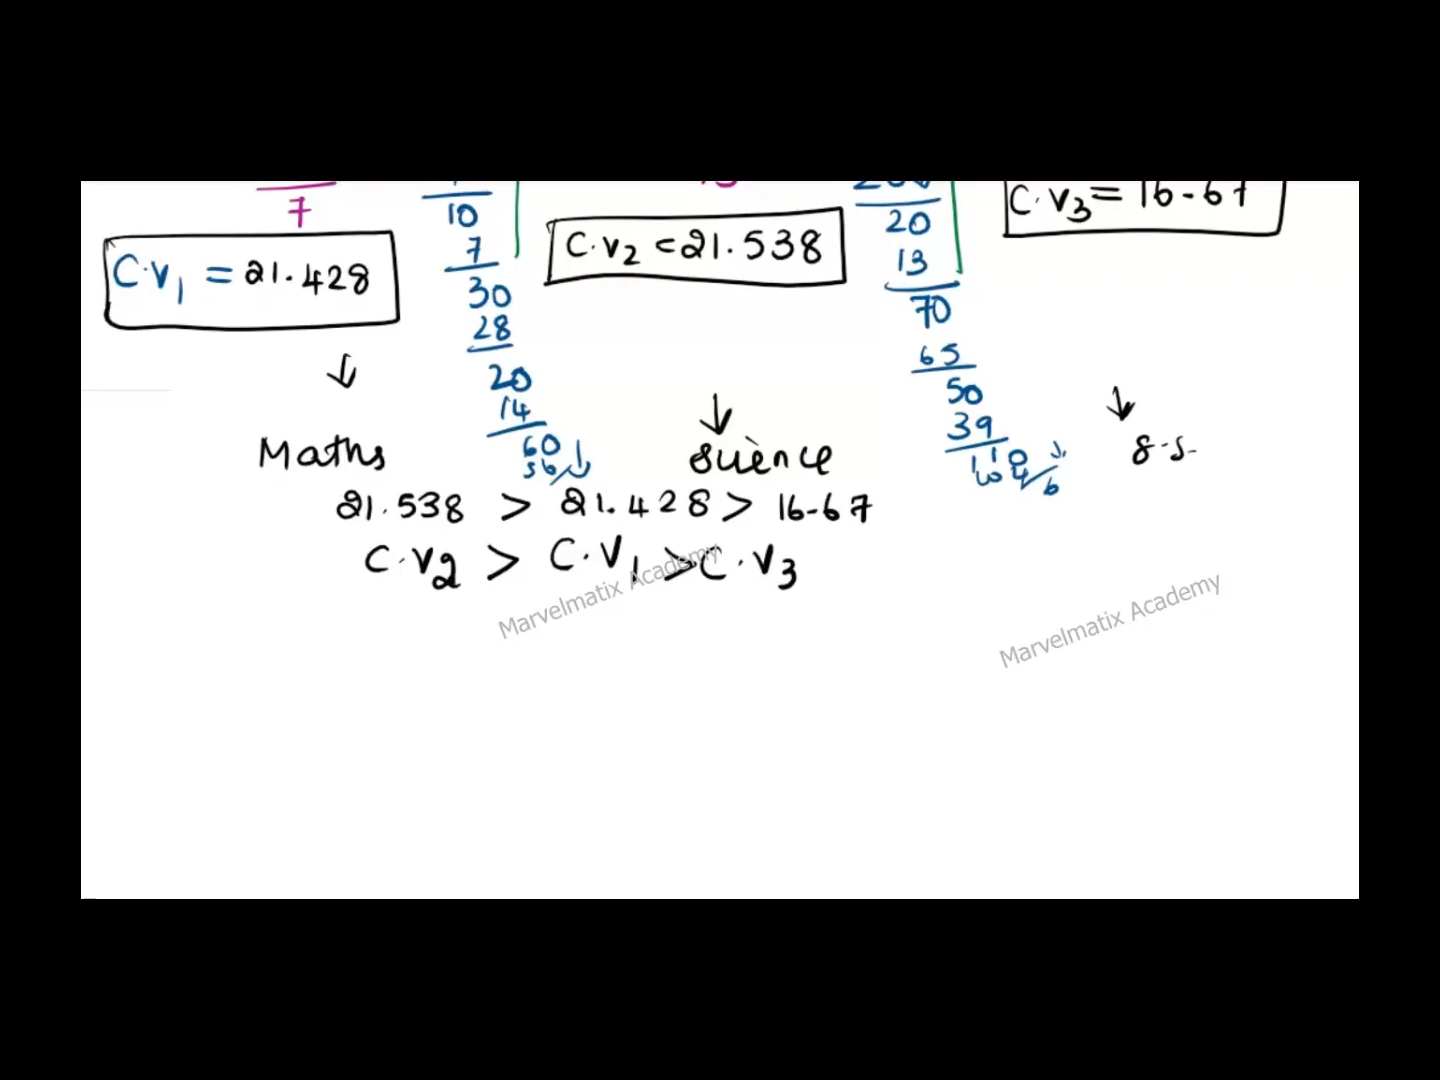 7
C.V1 = 21.428
10
7
30
28
20
14
60
56
C.V2 = 21.538
20
13
70
65
50
39
C.V3 = 16-67
Maths
Science
S.S-
21.538 > 21.428 > 16-67
C.V2 > C.V1 > C.V3
Marvelmatix Academy
Marvelmatix Academy